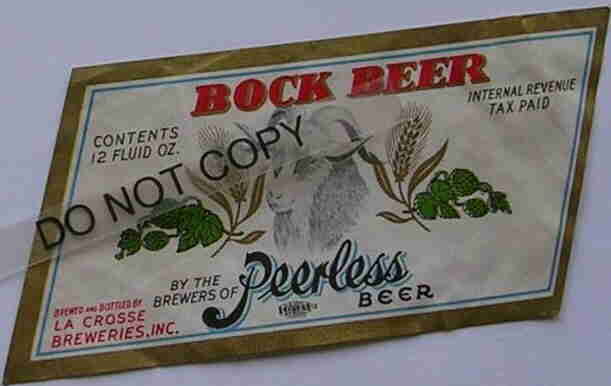 BOCK BEER
CONTENTS
12 FLUID OZ.
INTERNAL REVENUE
TAX PAID
DO NOT COPY
BY THE
BREWERS OF
Peerless
BEER
BREWED AND BOTTLED BY
LA CROSSE
BREWERIES, INC.